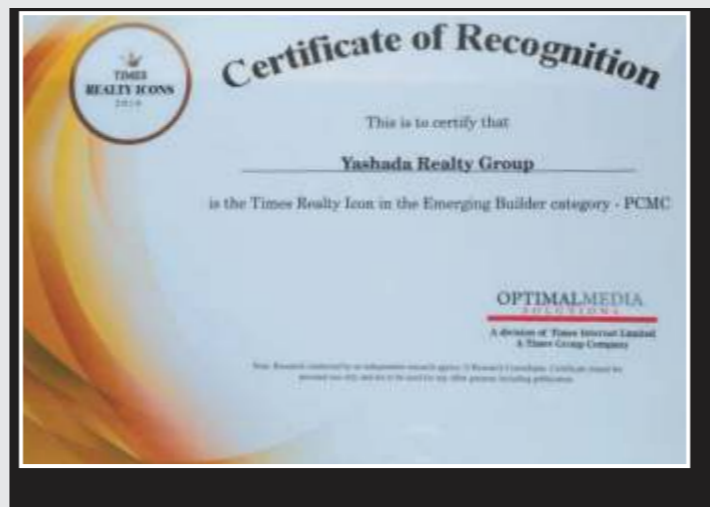 TIMES
REALTY ICONS
Certificate of Recognition
This is to certify that
Yashada Realty Group
is the Times Realty Icon in the Emerging Builder category - PCMC
OPTIMALMEDIA
SOLUTIONS
A division of Times Internet Limited
A Times Group Company